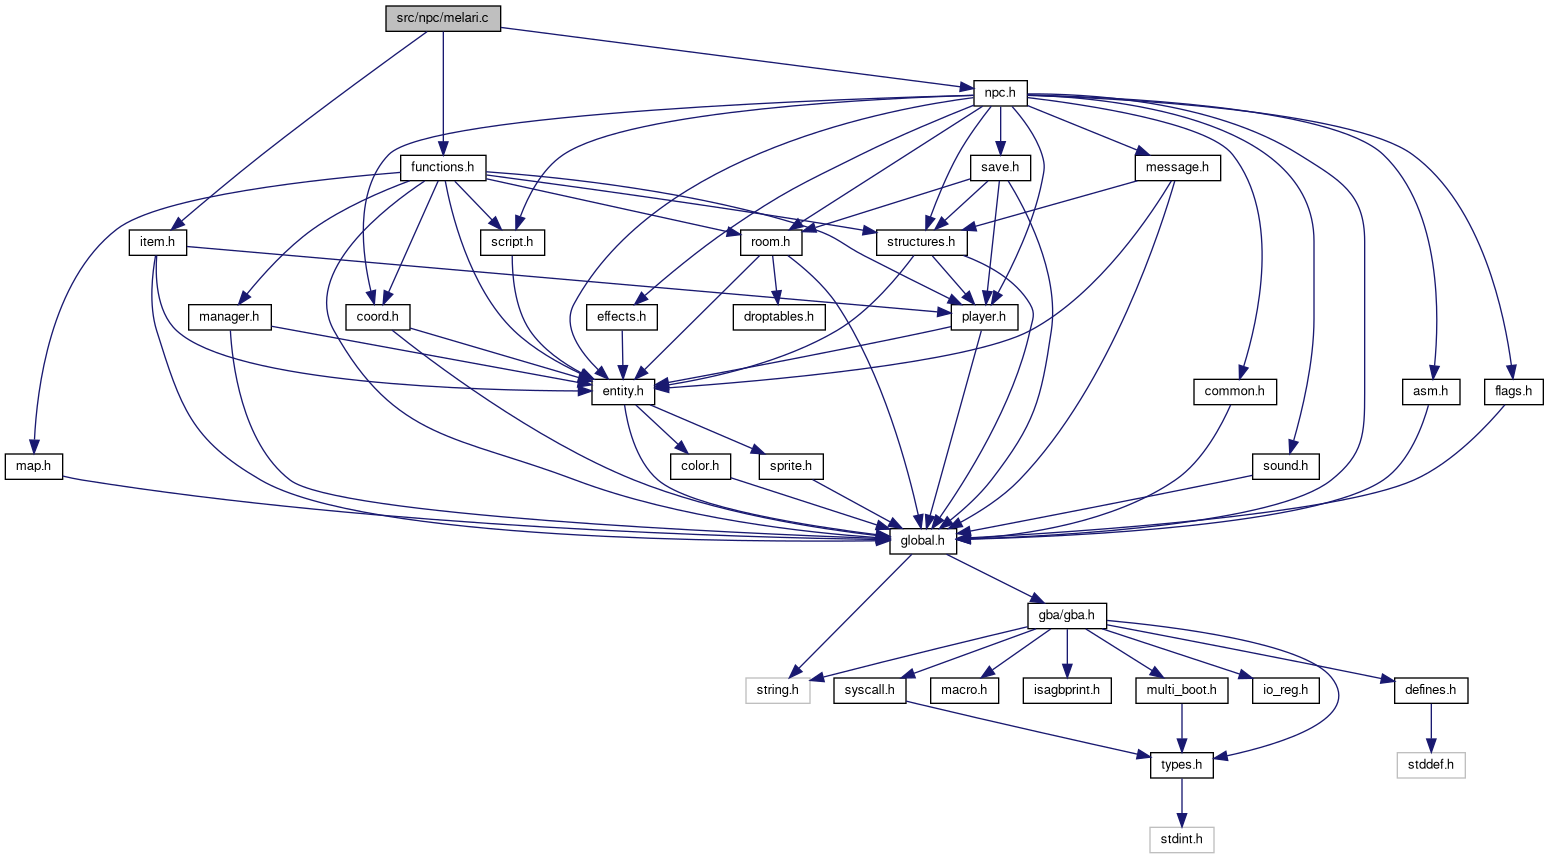 src/npc/melari.c
npc.h
functions.h
save.h
message.h
item.h
script.h
room.h
structures.h
manager.h
coord.h
effects.h
droptables.h
player.h
entity.h
common.h
asm.h
flags.h
map.h
color.h
sprite.h
sound.h
global.h
gba/gba.h
string.h
syscall.h
macro.h
isagbprint.h
multi_boot.h
io_reg.h
defines.h
types.h
stddef.h
stdint.h